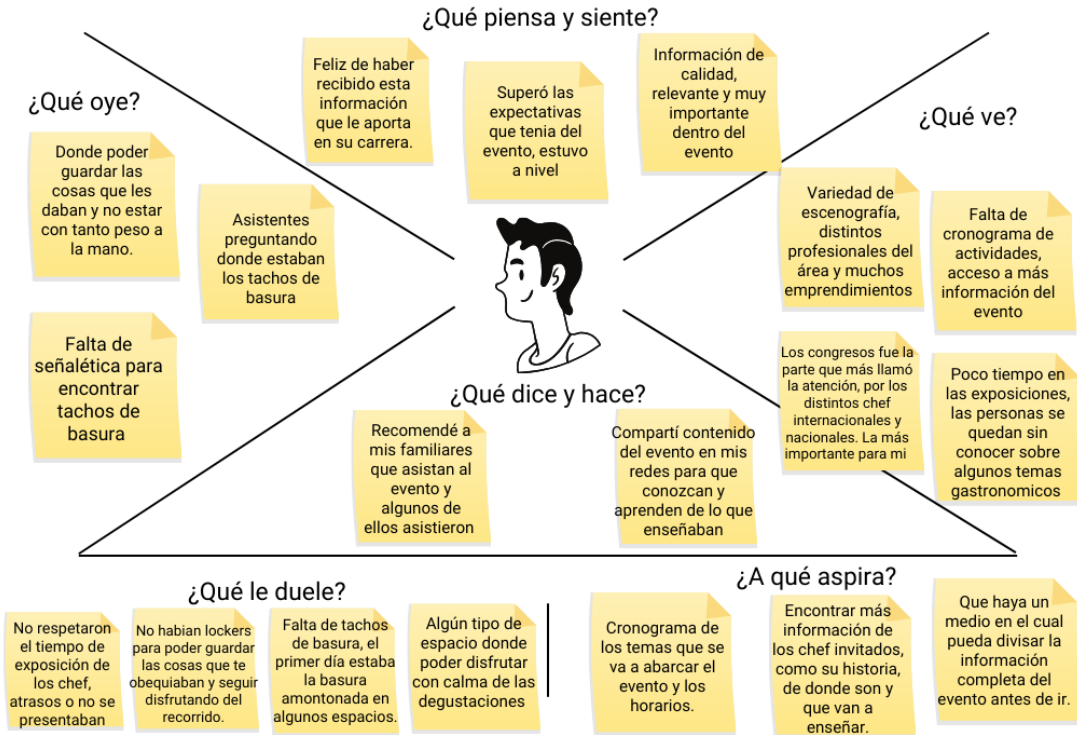 ¿Qué piensa y siente?
Feliz de haber
recibido esta
información
que le aporta
en su carrera.
Superó las
expectativas
que tenia del
evento, estuvo
a nivel
Información de
calidad,
relevante y muy
importante
dentro del
evento
¿Qué oye?
Donde poder
guardar las
cosas que les
daban y no estar
con tanto peso a
la mano.
Asistentes
preguntando
donde estaban
los tachos de
basura
Falta de
señalética para
encontrar
tachos de
basura
¿Qué ve?
Variedad de
escenografía,
distintos
profesionales del
área y muchos
emprendimientos
Falta de
cronograma de
actividades,
acceso a más
información del
evento
Los congresos fue la
parte que más llamó
la atención, por los
distintos chef
internacionales y
nacionales. La más
importante para mi
Poco tiempo en
las exposiciones,
las personas se
quedan sin
conocer sobre
algunos temas
gastronomicos
¿Qué dice y hace?
Recomendé a
mis familiares
que asistan al
evento y
algunos de
ellos asistieron
Compartí contenido
del evento en mis
redes para que
conozcan y
aprenden de lo que
enseñaban
¿Qué le duele?
No respetaron
el tiempo de
exposición de
los chef,
atrasos o no se
presentaban
No habian lockers
para poder guardar
las cosas que te
obequiaban y seguir
disfrutando del
recorrido.
Falta de tachos
de basura, el
primer día estaba
la basura
amontonada en
algunos espacios.
Algún tipo de
espacio donde
poder disfrutar
con calma de las
degustaciones
¿A qué aspira?
Cronograma de
los temas que se
va a abarcar el
evento y los
horarios.
Encontrar más
información de
los chef invitados,
como su historia,
de donde son y
que van a
enseñar.
Que haya un
medio en el cual
pueda divisar la
información
completa del
evento antes de ir.